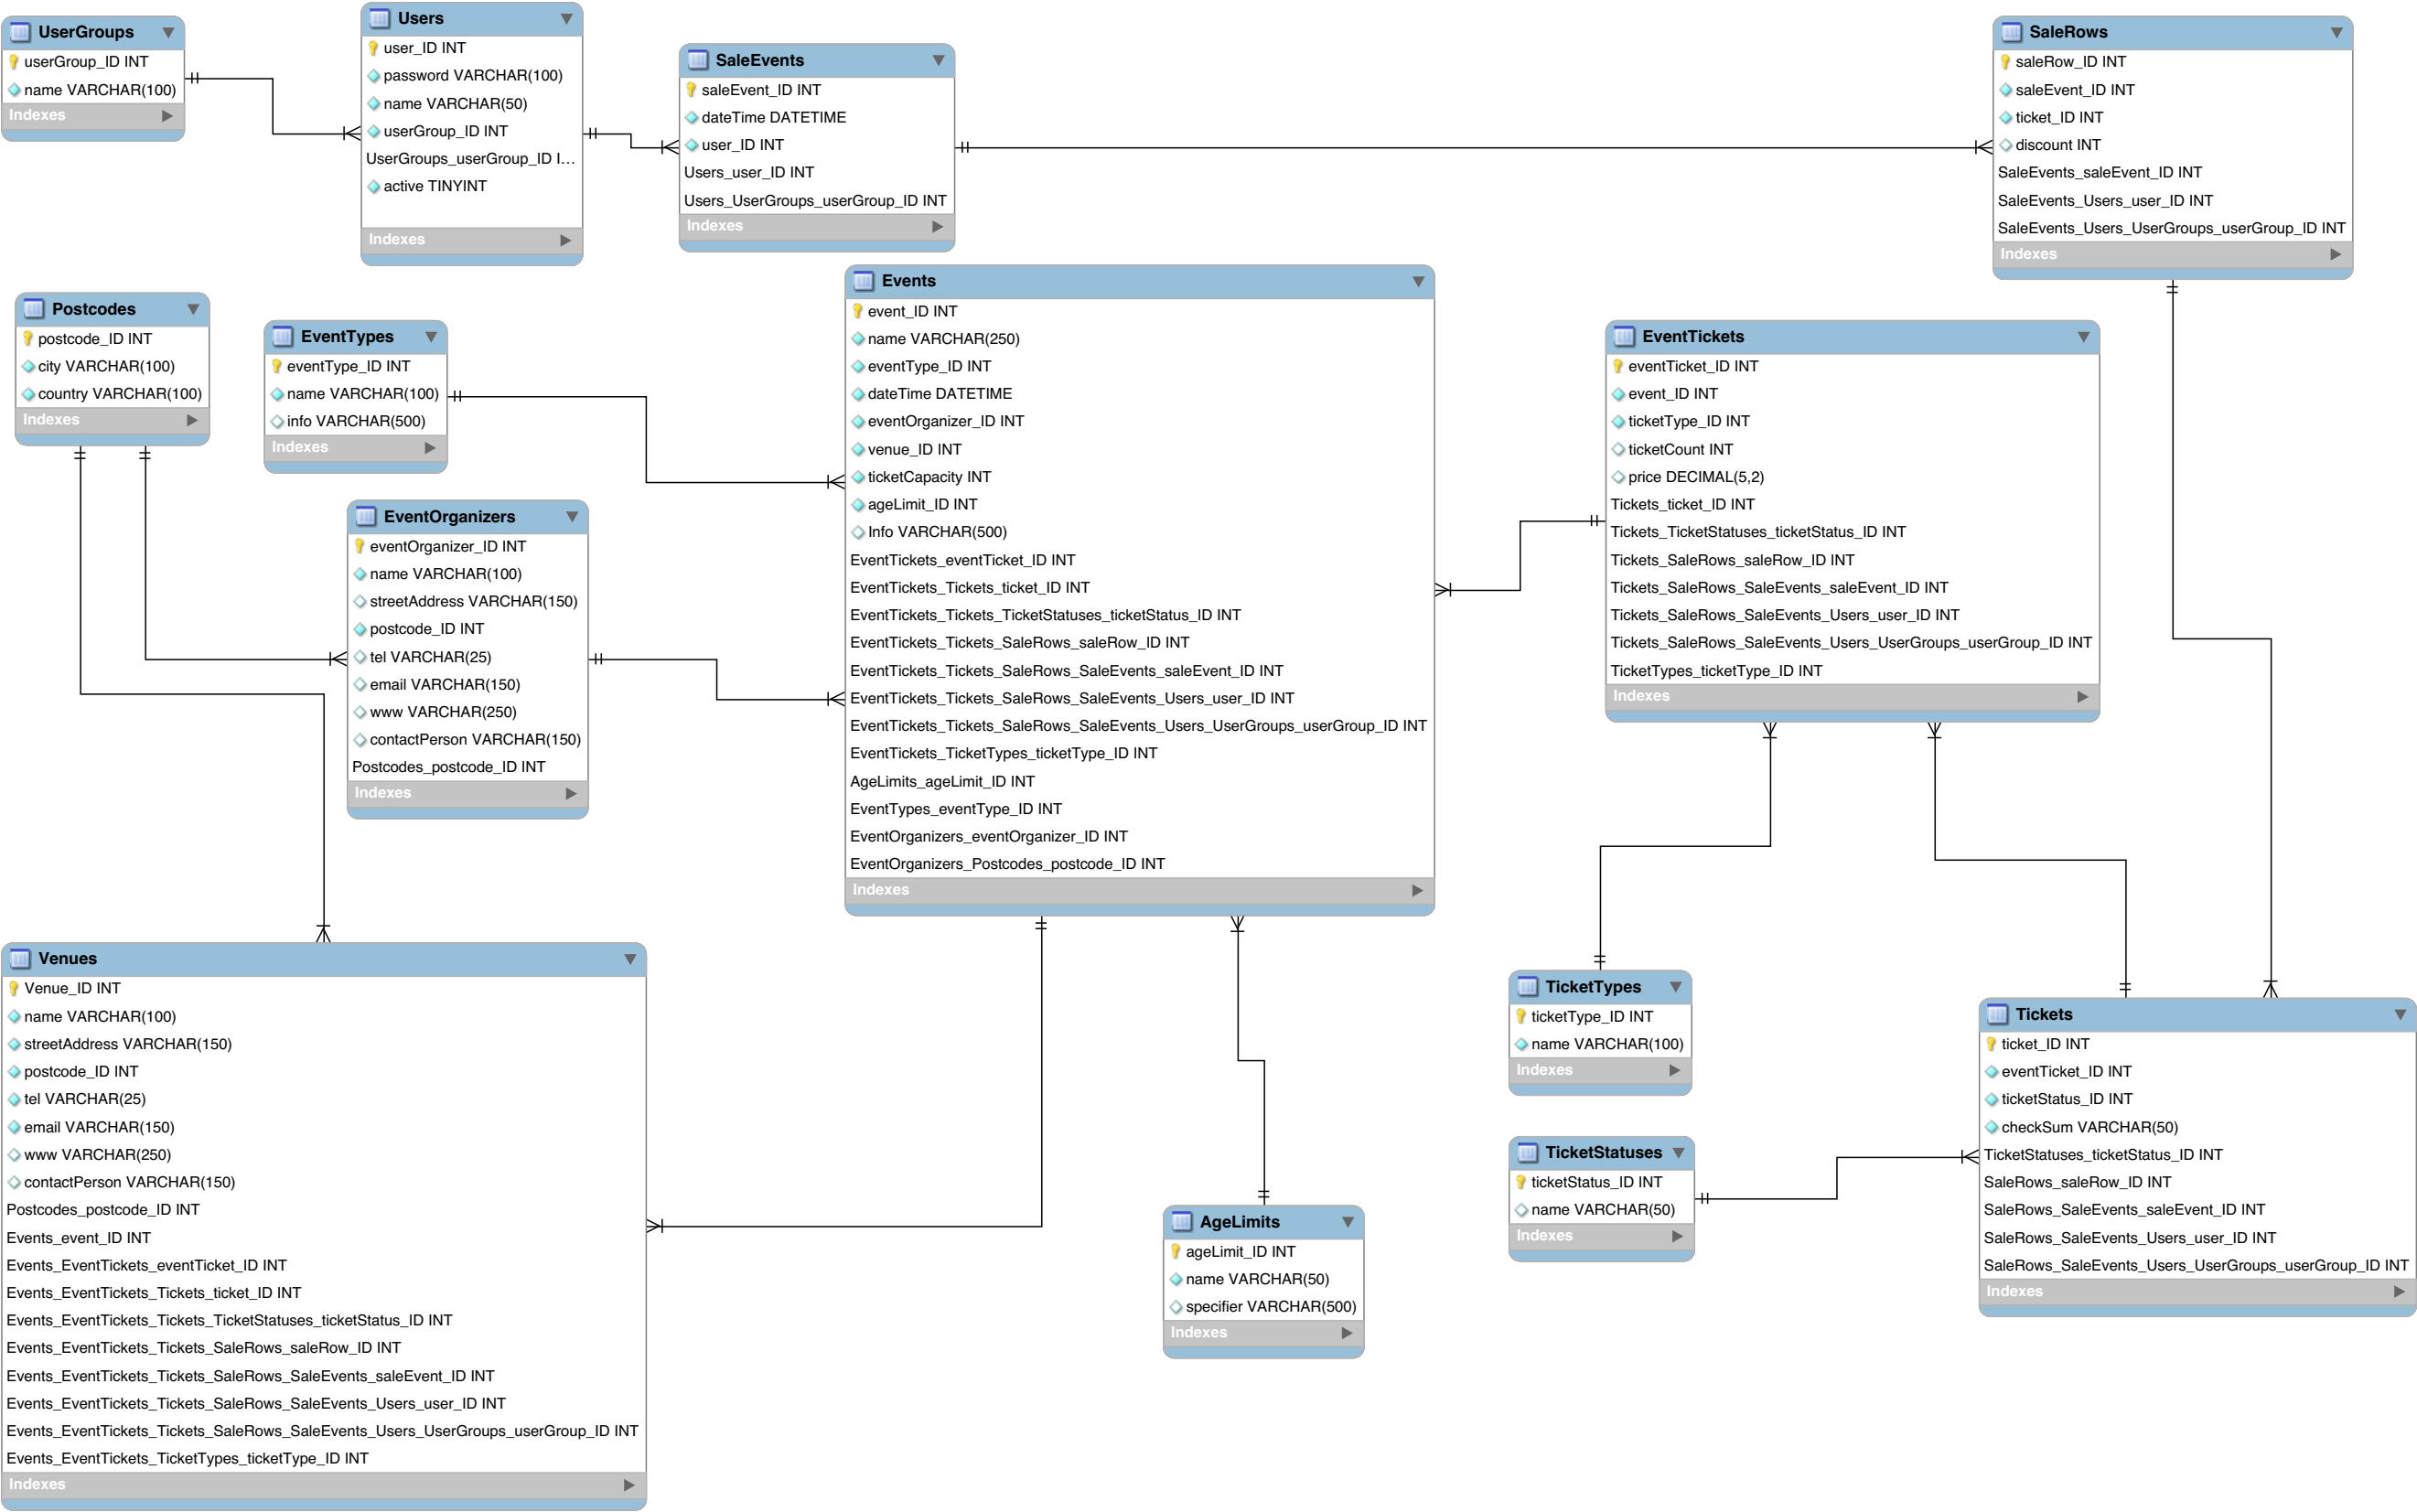 UserGroups
userGroup_ID INT
name VARCHAR(100)
Indexes
Users
user_ID INT
password VARCHAR(100)
name VARCHAR(50)
userGroup_ID INT
UserGroups_userGroup_ID I...
active TINYINT
Indexes
SaleEvents
saleEvent_ID INT
dateTime DATETIME
user_ID INT
Users_user_ID INT
Users_UserGroups_userGroup_ID INT
Indexes
SaleRows
saleRow_ID INT
saleEvent_ID INT
ticket_ID INT
discount INT
SaleEvents_saleEvent_ID INT
SaleEvents_Users_user_ID INT
SaleEvents_Users_UserGroups_userGroup_ID INT
Indexes
Postcodes
postcode_ID INT
city VARCHAR(100)
country VARCHAR(100)
Indexes
EventTypes
eventType_ID INT
name VARCHAR(100)
info VARCHAR(500)
Indexes
EventOrganizers
eventOrganizer_ID INT
name VARCHAR(100)
streetAddress VARCHAR(150)
postcode_ID INT
tel VARCHAR(25)
email VARCHAR(150)
www VARCHAR(250)
contactPerson VARCHAR(150)
Postcodes_postcode_ID INT
Indexes
Events
event_ID INT
name VARCHAR(250)
eventType_ID INT
dateTime DATETIME
eventOrganizer_ID INT
venue_ID INT
ticketCapacity INT
ageLimit_ID INT
Info VARCHAR(500)
EventTickets_eventTicket_ID INT
EventTickets_Tickets_ticket_ID INT
EventTickets_Tickets_TicketStatuses_ticketStatus_ID INT
EventTickets_Tickets_SaleRows_saleRow_ID INT
EventTickets_Tickets_SaleRows_SaleEvents_saleEvent_ID INT
EventTickets_Tickets_SaleRows_SaleEvents_Users_user_ID INT
EventTickets_Tickets_SaleRows_SaleEvents_Users_UserGroups_userGroup_ID INT
EventTickets_TicketTypes_ticketType_ID INT
AgeLimits_ageLimit_ID INT
EventTypes_eventType_ID INT
EventOrganizers_eventOrganizer_ID INT
EventOrganizers_Postcodes_postcode_ID INT
Indexes
EventTickets
eventTicket_ID INT
event_ID INT
ticketType_ID INT
ticketCount INT
price DECIMAL(5,2)
Tickets_ticket_ID INT
Tickets_TicketStatuses_ticketStatus_ID INT
Tickets_SaleRows_saleRow_ID INT
Tickets_SaleRows_SaleEvents_saleEvent_ID INT
Tickets_SaleRows_SaleEvents_Users_user_ID INT
Tickets_SaleRows_SaleEvents_Users_UserGroups_userGroup_ID INT
TicketTypes_ticketType_ID INT
Indexes
Venues
Venue_ID INT
name VARCHAR(100)
streetAddress VARCHAR(150)
postcode_ID INT
tel VARCHAR(25)
email VARCHAR(150)
www VARCHAR(250)
contactPerson VARCHAR(150)
Postcodes_postcode_ID INT
Events_event_ID INT
Events_EventTickets_eventTicket_ID INT
Events_EventTickets_Tickets_ticket_ID INT
Events_EventTickets_Tickets_TicketStatuses_ticketStatus_ID INT
Events_EventTickets_Tickets_SaleRows_saleRow_ID INT
Events_EventTickets_Tickets_SaleRows_SaleEvents_saleEvent_ID INT
Events_EventTickets_Tickets_SaleRows_SaleEvents_Users_user_ID INT
Events_EventTickets_Tickets_SaleRows_SaleEvents_Users_UserGroups_userGroup_ID INT
Events_EventTickets_TicketTypes_ticketType_ID INT
Indexes
AgeLimits
ageLimit_ID INT
name VARCHAR(50)
specifier VARCHAR(500)
Indexes
TicketTypes
ticketType_ID INT
name VARCHAR(100)
Indexes
TicketStatuses
ticketStatus_ID INT
name VARCHAR(50)
Indexes
Tickets
ticket_ID INT
eventTicket_ID INT
ticketStatus_ID INT
checkSum VARCHAR(50)
TicketStatuses_ticketStatus_ID INT
SaleRows_saleRow_ID INT
SaleRows_SaleEvents_saleEvent_ID INT
SaleRows_SaleEvents_Users_user_ID INT
SaleRows_SaleEvents_Users_UserGroups_userGroup_ID INT
Indexes